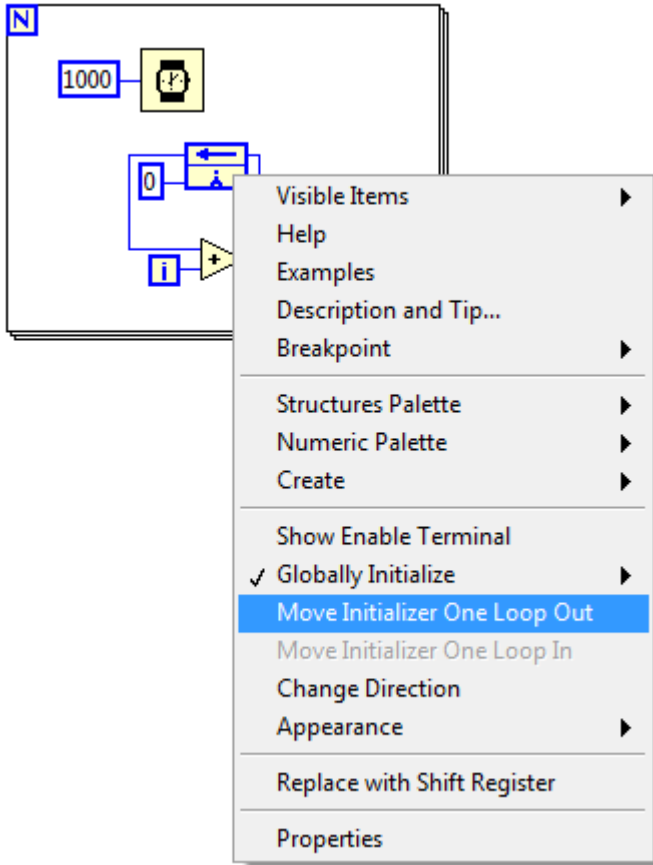 N
1000
0
i
+
Visible Items
Help
Examples
Description and Tip...
Breakpoint
Structures Palette
Numeric Palette
Create
Show Enable Terminal
✓ Globally Initialize
Move Initializer One Loop Out
Move Initializer One Loop In
Change Direction
Appearance
Replace with Shift Register
Properties